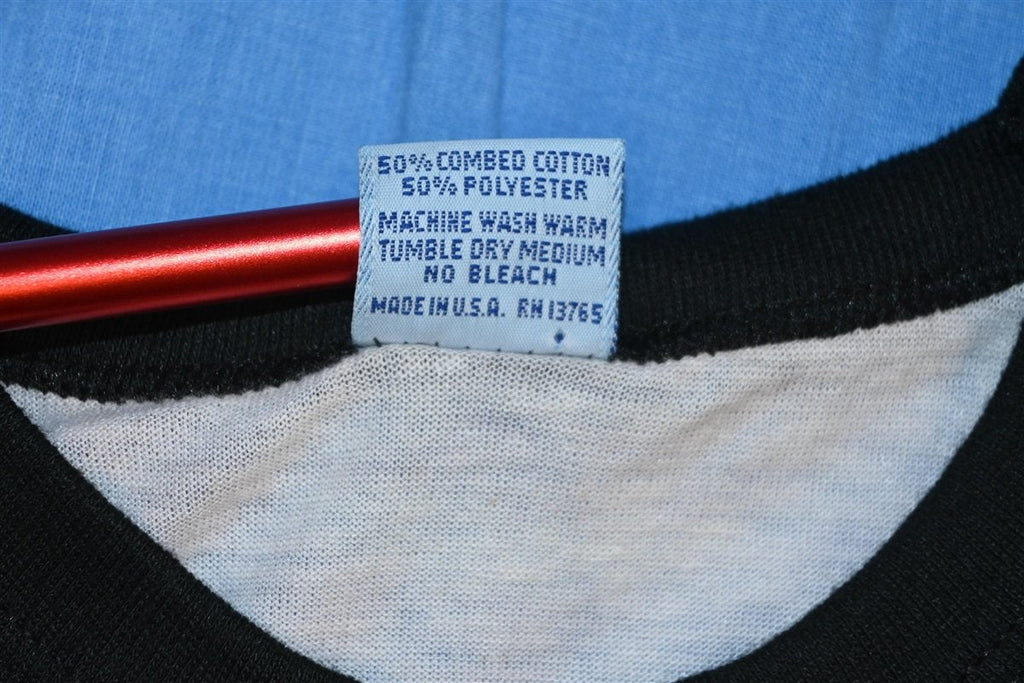 50% COMBED COTTON
50% POLYESTER
MACHINE WASH WARM
TUMBLE DRY MEDIUM
NO BLEACH
MADE IN U.S.A. RN 13765